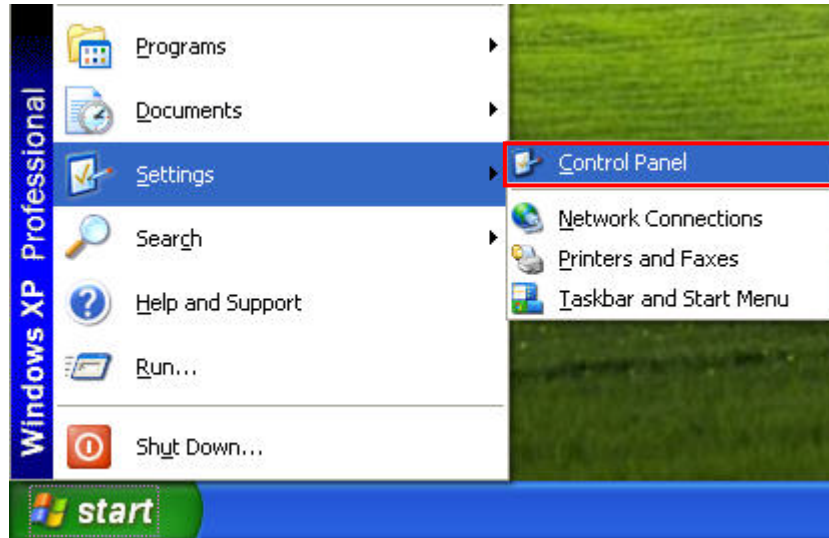 Windows XP Professional
Programs
Documents
Settings
Search
Help and Support
Run...
Shut Down...
Control Panel
Network Connections
Printers and Faxes
Taskbar and Start Menu
start